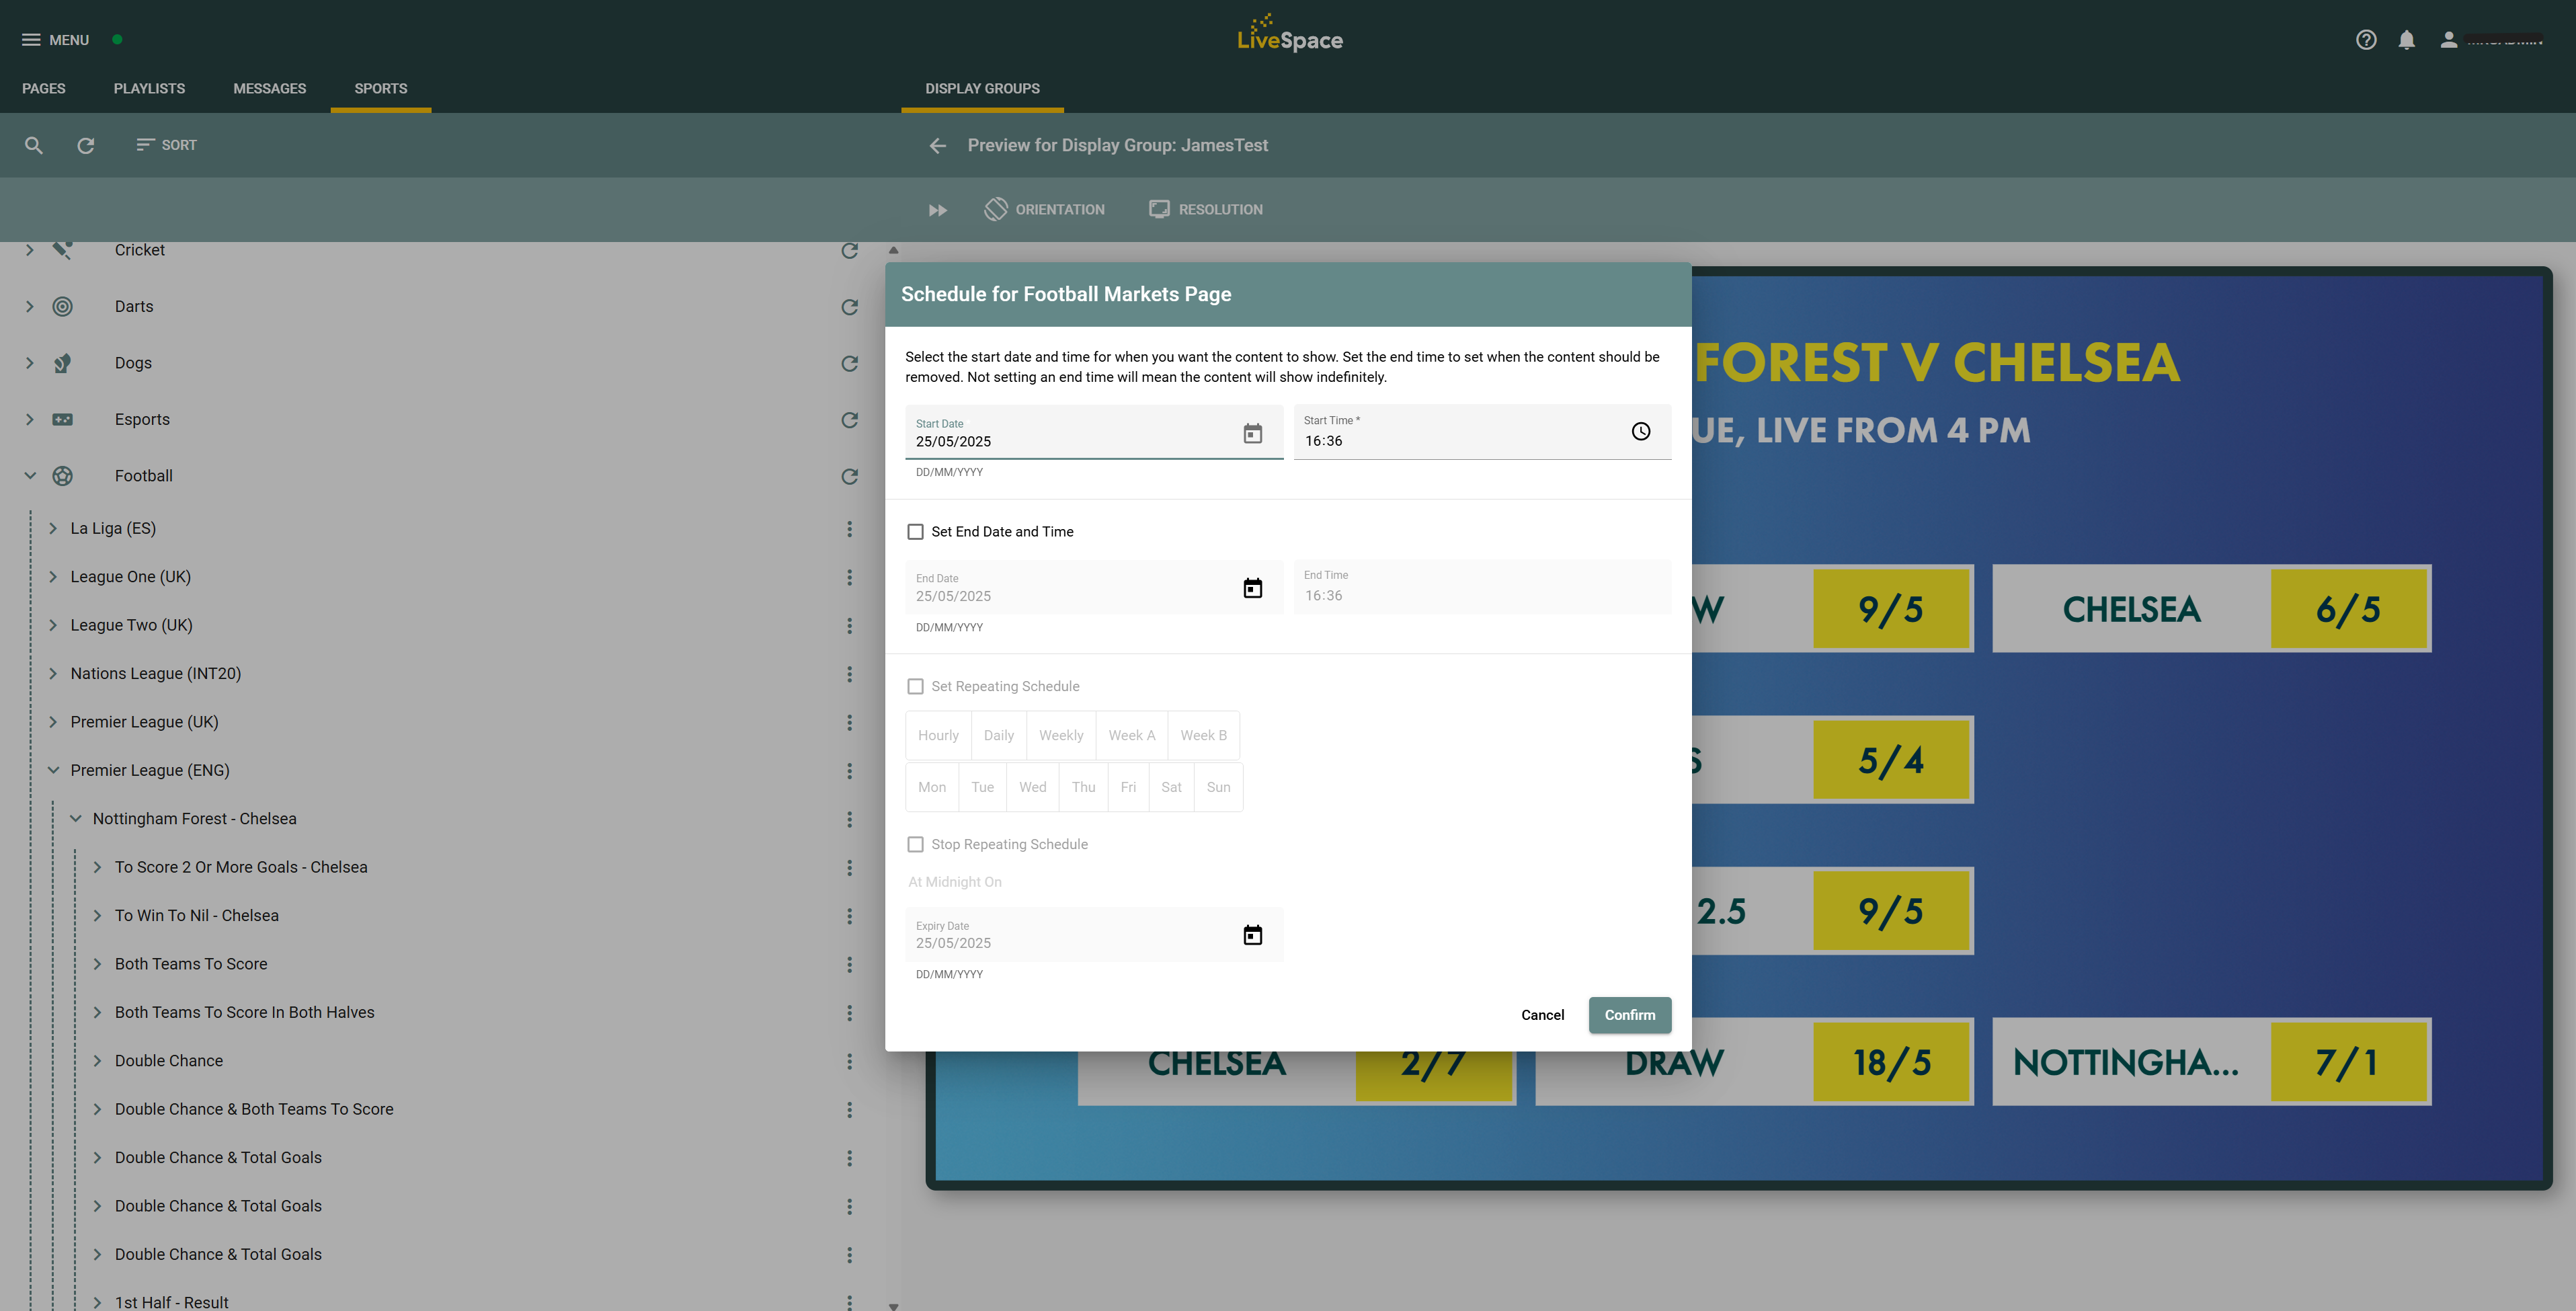 MENU
LiveSpace
PAGES PLAYLISTS MESSAGES SPORTS DISPLAY GROUPS
SORT
Preview for Display Group: JamesTest
ORIENTATION RESOLUTION
Cricket
Darts
Dogs
Esports
Football
La Liga (ES)
League One (UK)
League Two (UK)
Nations League (INT20)
Premier League (UK)
Premier League (ENG)
Nottingham Forest - Chelsea
To Score 2 Or More Goals - Chelsea
To Win To Nil - Chelsea
Both Teams To Score
Both Teams To Score In Both Halves
Double Chance
Double Chance & Both Teams To Score
Double Chance & Total Goals
Double Chance & Total Goals
Double Chance & Total Goals
1st Half - Result
Schedule for Football Markets Page
Select the start date and time for when you want the content to show. Set the end time to set when the content should be
removed. Not setting an end time will mean the content will show indefinitely.
Start Date Start Time *
25/05/2025 16:36
DD/MM/YYYY
Set End Date and Time
End Date End Time
25/05/2025 16:36
DD/MM/YYYY
Set Repeating Schedule
Hourly Daily Weekly Week A Week B
Mon Tue Wed Thu Fri Sat Sun
Stop Repeating Schedule
At Midnight On
Expiry Date
25/05/2025
DD/MM/YYYY
Cancel Confirm
FOREST V CHELSEA
UE, LIVE FROM 4 PM
W 9/5 CHELSEA 6/5
S 5/4
2.5 9/5
CHELSEA 2/7 DRAW 18/5 NOTTINGHA... 7/1